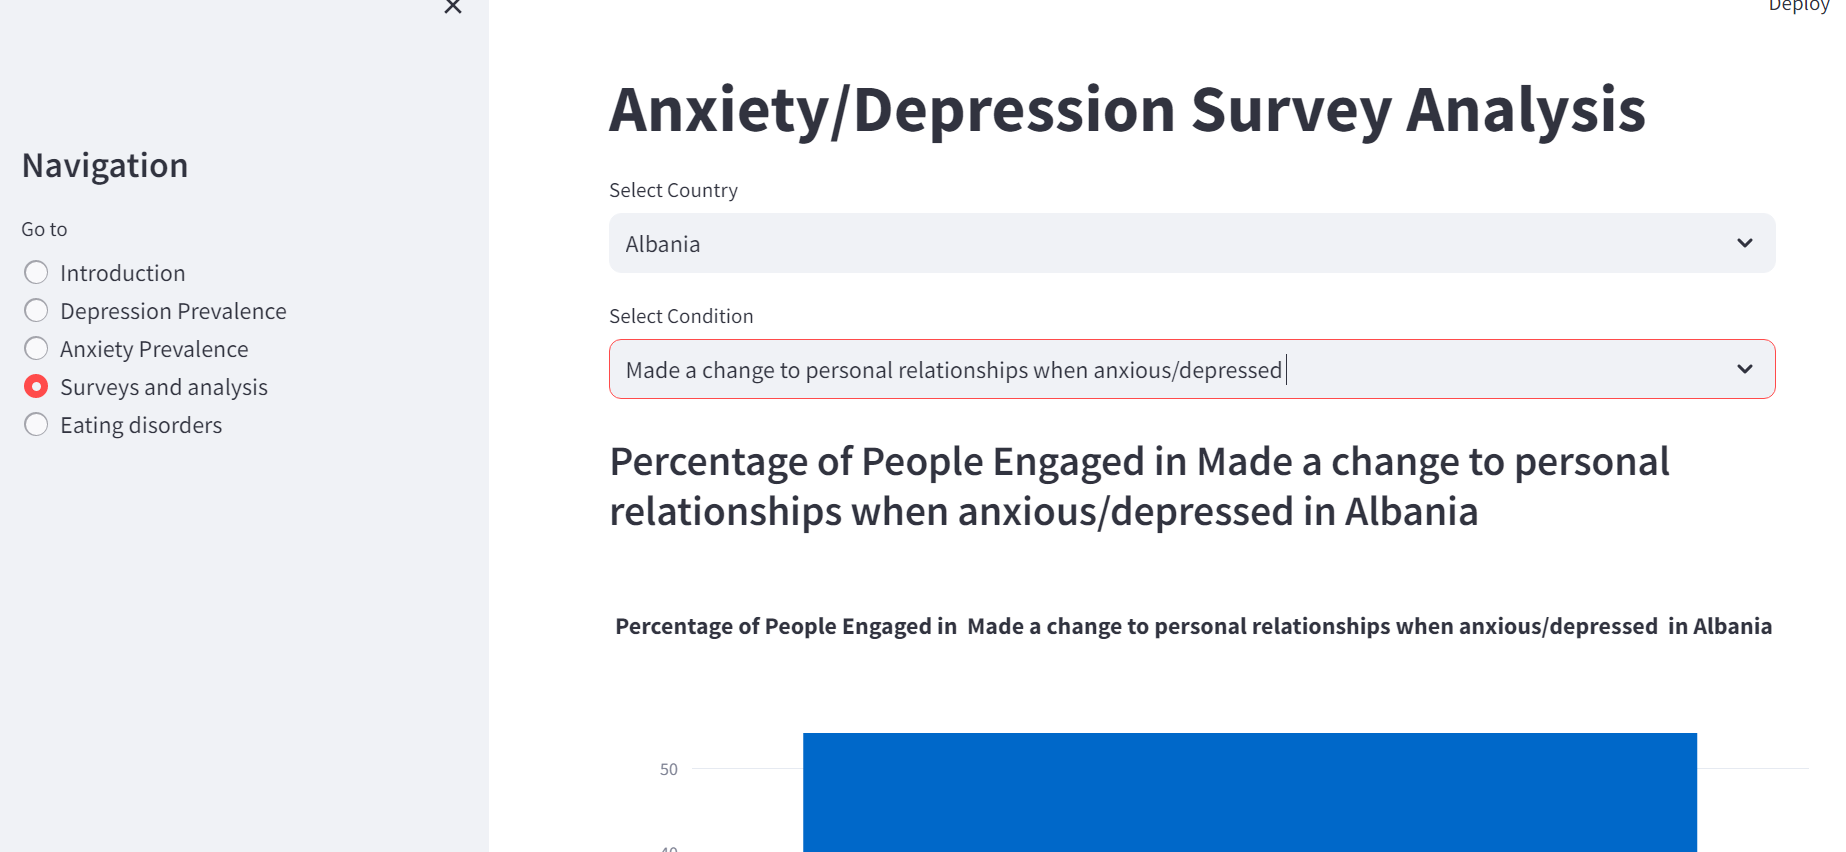 Deploy
Navigation
Go to
Introduction
Depression Prevalence
Anxiety Prevalence
Surveys and analysis
Eating disorders
Anxiety/Depression Survey Analysis
Select Country
Albania
Select Condition
Made a change to personal relationships when anxious/depressed
Percentage of People Engaged in Made a change to personal
relationships when anxious/depressed in Albania
Percentage of People Engaged in  Made a change to personal relationships when anxious/depressed  in Albania
50
40